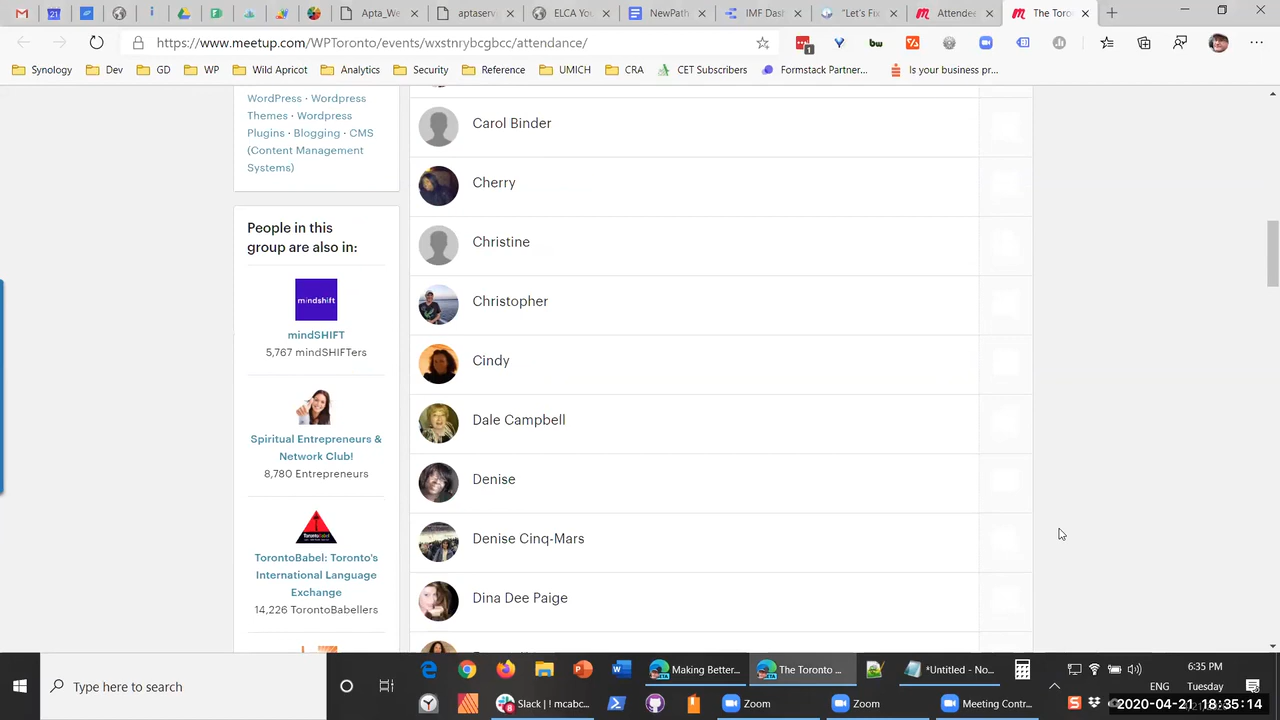 Apta_We
aptaserv
ELCA Yo
NewPath
IMF Dash
"Let's Fix
Attendee
The Toro
https://www.meetup.com/WPToronto/events/wxstnrybcgbcc/attendance/
1
bw
Synology
Dev
GD
WP
Wild Apricot
Analytics
Security
Reference
UMICH
CRA
CET Subscribers
Formstack Partner...
Is your business pr...
WordPress · Wordpress
Themes · Wordpress
Plugins · Blogging · CMS
(Content Management
Systems)
People in this
group are also in:
mindshift
mindSHIFT
5,767 mindSHIFTers
Spiritual Entrepreneurs &
Network Club!
8,780 Entrepreneurs
TorontoBabel
TorontoBabel: Toronto's
International Language
Exchange
14,226 TorontoBabellers
Carol Binder
Cherry
Christine
Christopher
Cindy
Dale Campbell
Denise
Denise Cinq-Mars
Dina Dee Paige
Making Better...
The Toronto ...
*Untitled - No...
6:35 PM
Type here to search
ENG
Tuesday
Slack | ! mcabc...
Zoom
Zoom
Meeting Contr...
2020-04-21 18:35:14